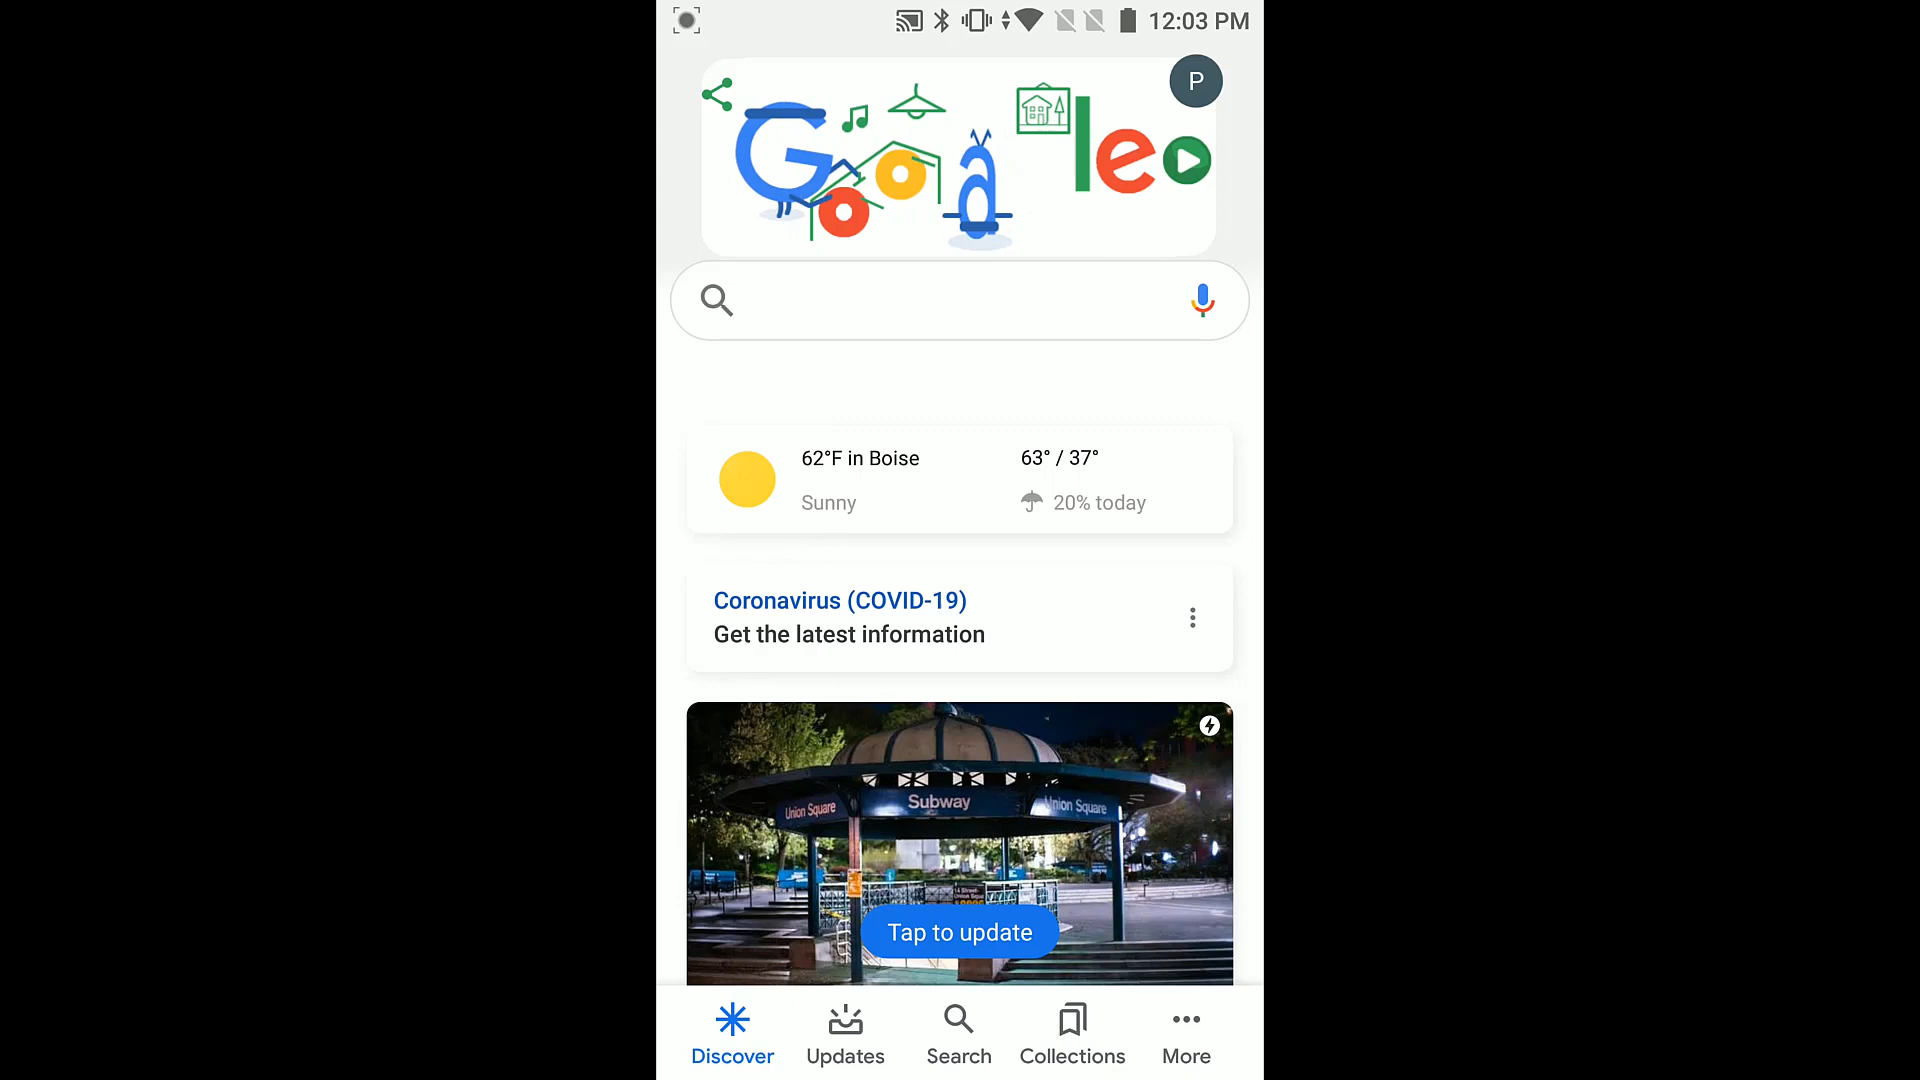 12:03 PM
P
Google
62°F in Boise
63° / 37°
Sunny
20% today
Coronavirus (COVID-19)
Get the latest information
Union Square
Subway
Union Square
Tap to update
Discover
Updates
Search
Collections
More